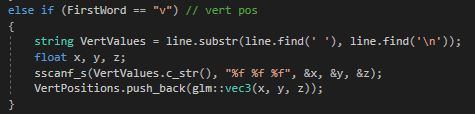 else if (FirstWord == "v") // vert pos
{
string VertValues = line.substr(line.find(' '), line.find('\n'));
float x, y, z;
sscanf_s(VertValues.c_str(), "%f %f %f", &x, &y, &z);
VertPositions.push_back(glm::vec3(x, y, z));
}